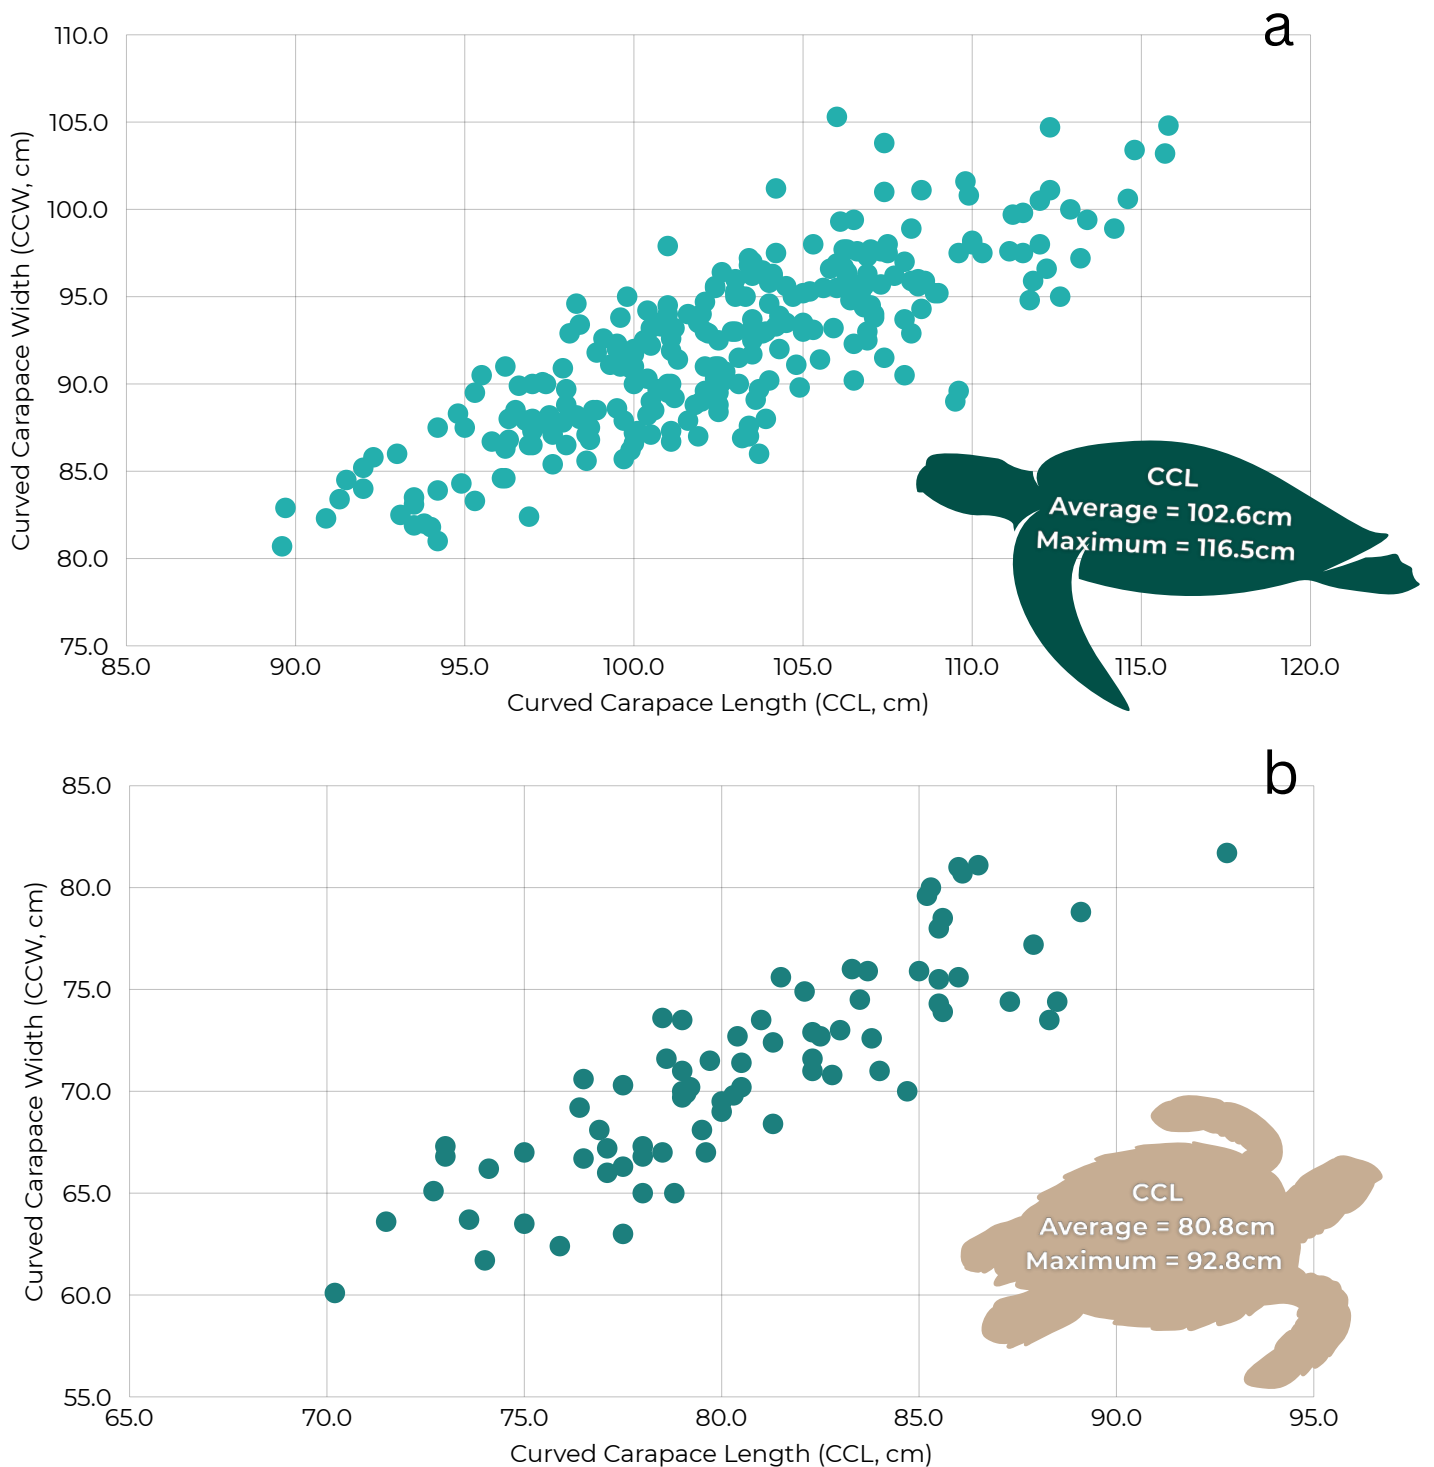 a
110.0
105.0
100.0
95.0
90.0
85.0
80.0
75.0
Curved Carapace Width (CCW, cm)
85.0 90.0 95.0 100.0 105.0 110.0 115.0 120.0
Curved Carapace Length (CCL, cm)
CCL
Average = 102.6cm
Maximum = 116.5cm
b
85.0
80.0
75.0
70.0
65.0
60.0
55.0
Curved Carapace Width (CCW, cm)
65.0 70.0 75.0 80.0 85.0 90.0 95.0
Curved Carapace Length (CCL, cm)
CCL
Average = 80.8cm
Maximum = 92.8cm